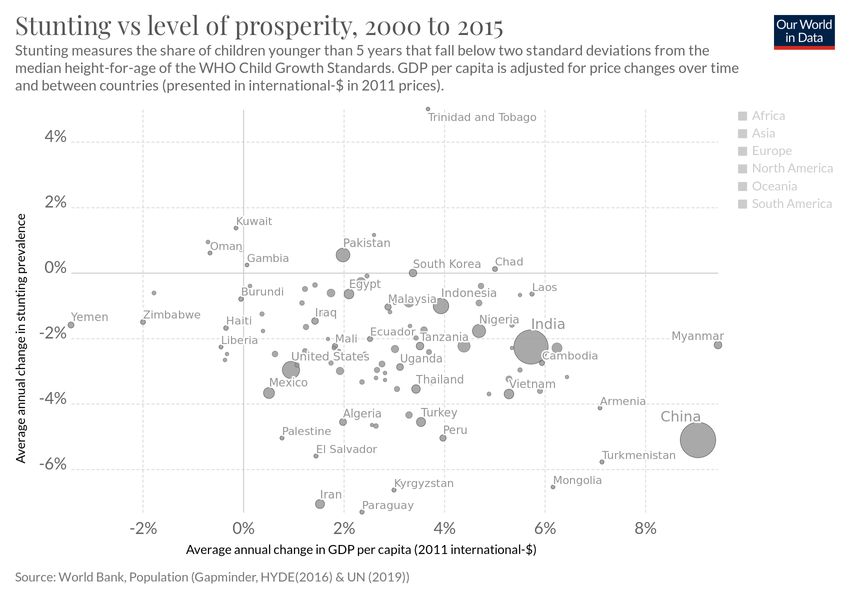 Stunting vs level of prosperity, 2000 to 2015
Our World
in Data
Stunting measures the share of children younger than 5 years that fall below two standard deviations from the
median height-for-age of the WHO Child Growth Standards. GDP per capita is adjusted for price changes over time
and between countries (presented in international-$ in 2011 prices).
Trinidad and Tobago
Africa
Asia
Europe
North America
Oceania
South America
4%
2%
0%
-2%
-4%
-6%
Average annual change in stunting prevalence
Kuwait
Oman
Gambia
Pakistan
South Korea
Chad
Burundi
Egypt
Malaysia
Indonesia
Laos
Yemen
Zimbabwe
Haiti
Iraq
Nigeria
India
Liberia
Mali
Ecuador
Tanzania
Myanmar
United States
Uganda
Cambodia
Mexico
Thailand
Vietnam
Armenia
Algeria
Turkey
China
Palestine
Peru
El Salvador
Turkmenistan
Iran
Kyrgyzstan
Mongolia
Paraguay
-2%
0%
2%
4%
6%
8%
Average annual change in GDP per capita (2011 international-$)
Source: World Bank, Population (Gapminder, HYDE(2016) & UN (2019))